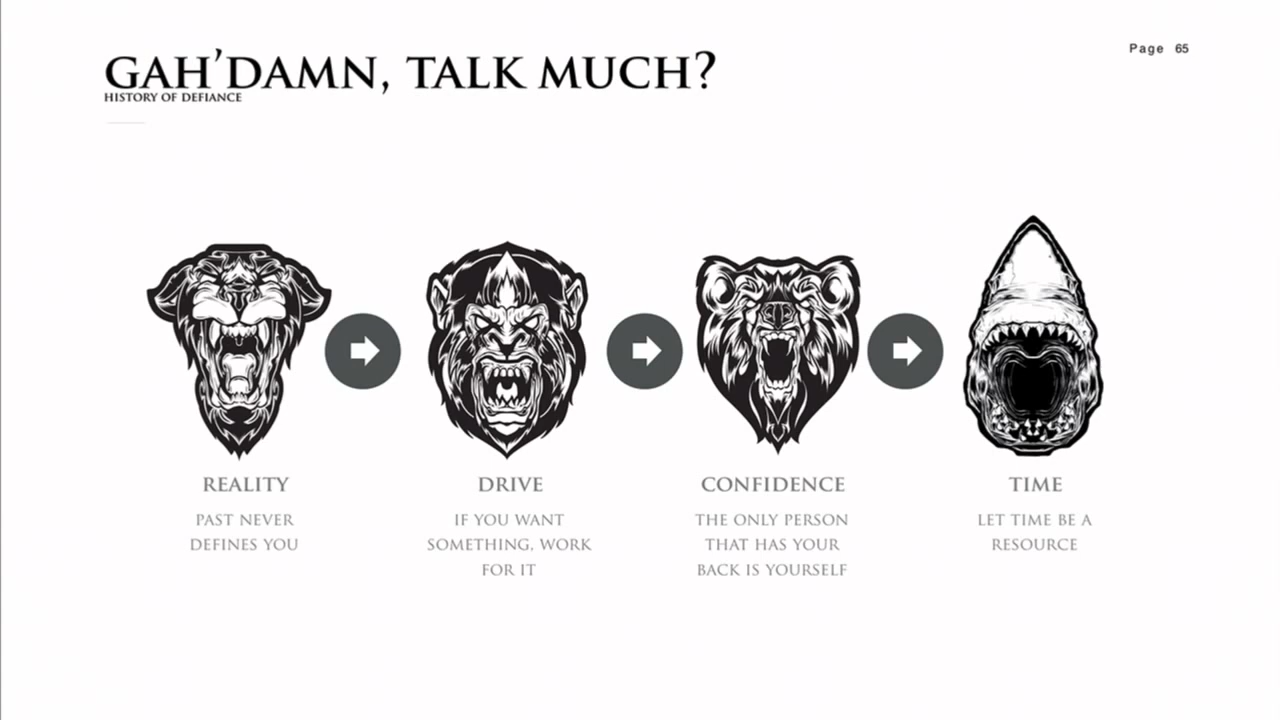 GAH'DAMN, TALK MUCH?
HISTORY OF DEFIANCE
Page 65
REALITY
PAST NEVER
DEFINES YOU
DRIVE
IF YOU WANT
SOMETHING, WORK
FOR IT
CONFIDENCE
THE ONLY PERSON
THAT HAS YOUR
BACK IS YOURSELF
TIME
LET TIME BE A
RESOURCE